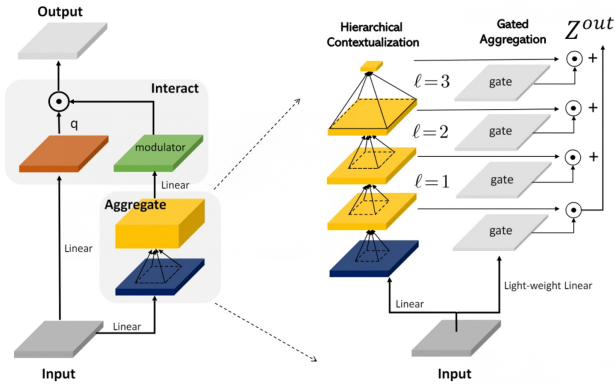 Output
Interact
q
modulator
Linear
Aggregate
Linear
Linear
Input
Hierarchical
Contextualization
Gated
Aggregation
Z^out
ℓ=3
gate
+
ℓ=2
gate
+
ℓ=1
gate
+
gate
Linear
Light-weight Linear
Input